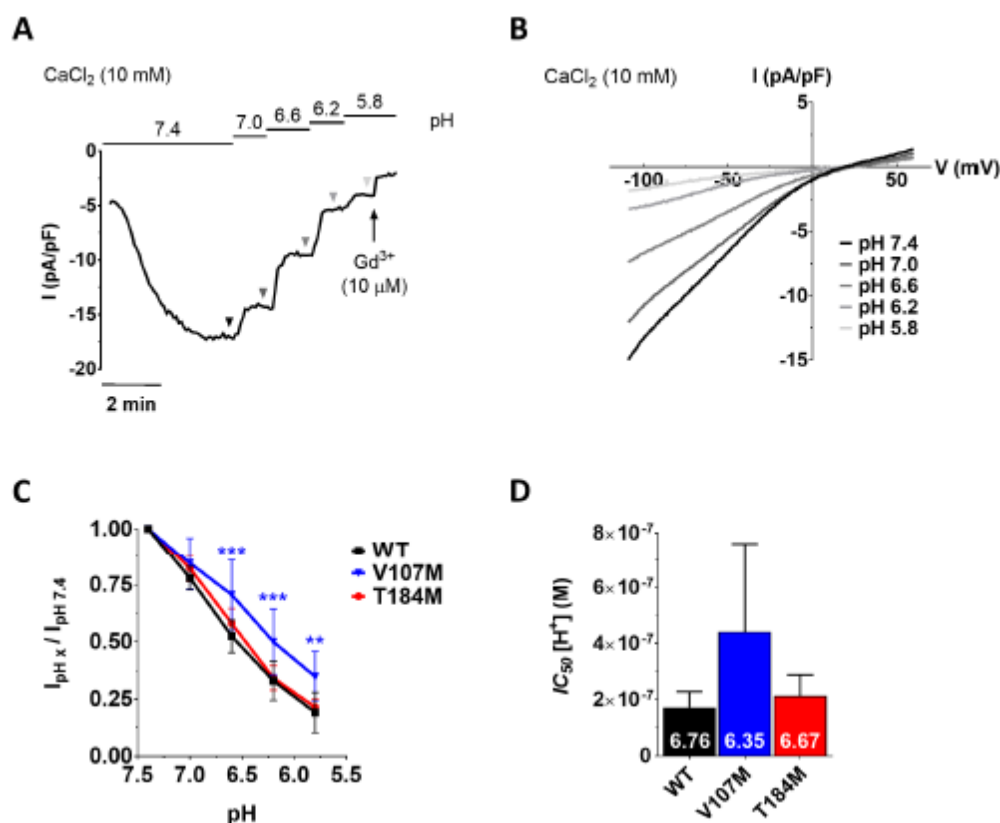 A
CaCl₂ (10 mM)
7.4 7.0 6.6 6.2 5.8 pH
0
-5
-10
-15
-20
I (pA/pF)
Gd³⁺
(10 µM)
2 min
B
CaCl₂ (10 mM)
I (pA/pF)
5
-100 -50 0 50 V (mV)
-5
-10
-15
pH 7.4
pH 7.0
pH 6.6
pH 6.2
pH 5.8
C
1.00
0.75
0.50
0.25
0.00
I pH x / I pH 7.4
*** *** **
WT
V107M
T184M
7.5 7.0 6.5 6.0 5.5
pH
D
8×10⁻⁷
6×10⁻⁷
4×10⁻⁷
2×10⁻⁷
0
IC₅₀ [H⁺] (M)
6.76 6.35 6.67
WT V107M T184M